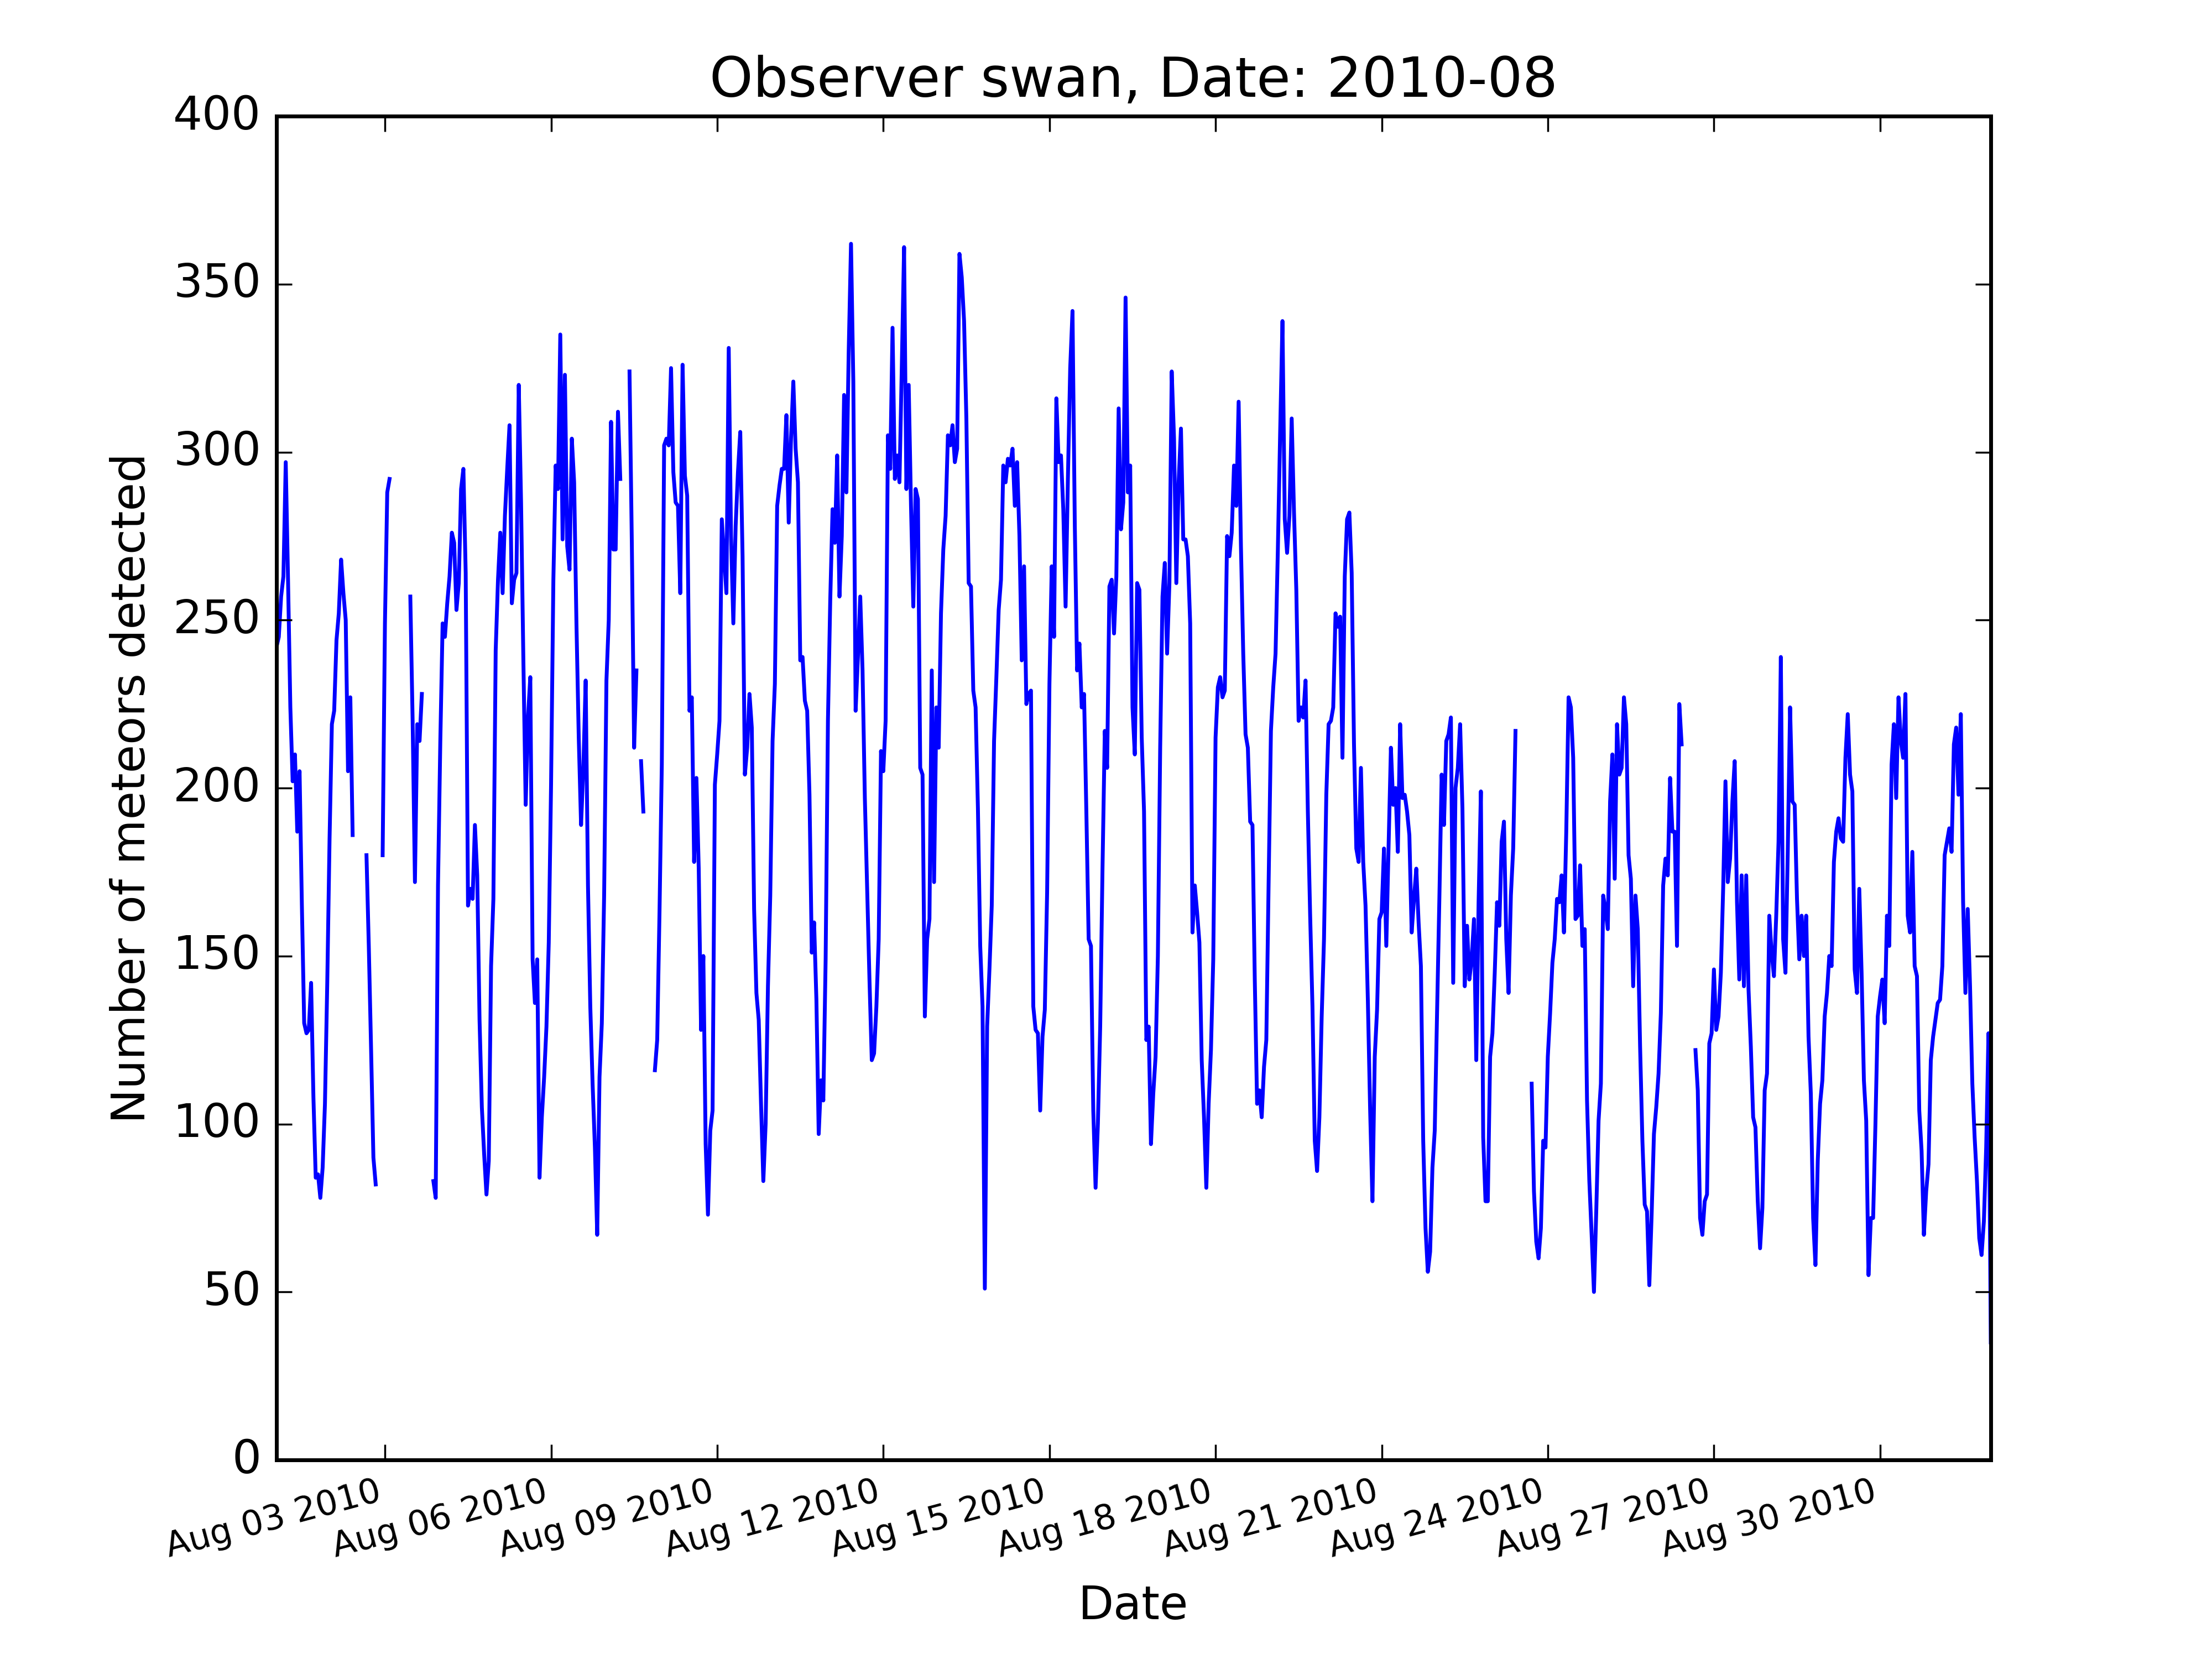 Observer swan, Date: 2010-08
Number of meteors detected
400
350
300
250
200
150
100
50
0
Aug 03 2010
Aug 06 2010
Aug 09 2010
Aug 12 2010
Aug 15 2010
Aug 18 2010
Aug 21 2010
Aug 24 2010
Aug 27 2010
Aug 30 2010
Date